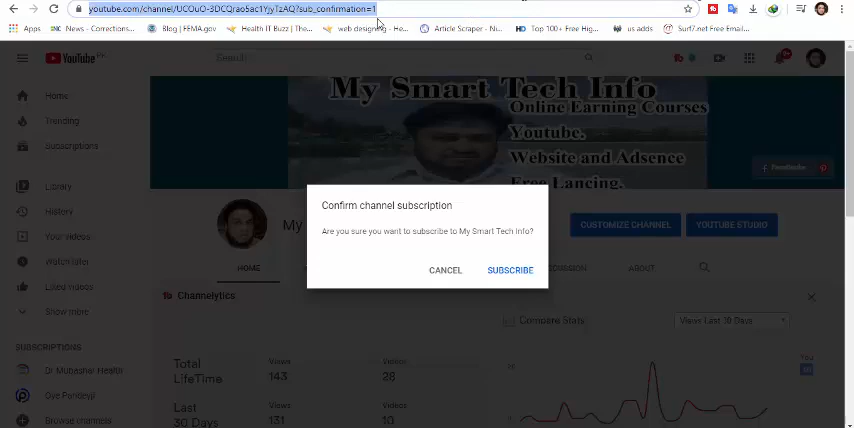 youtube.com/channel/UCOuO-3DCQrao5ac1YjyTzAQ?sub_confirmation=1
Apps News - Corrections... Blog | FEMA.gov Health IT Buzz | The... web designing - He... Article Scraper - Fr... Top 100+ Free Hig... us adds Surf7.net-Free Email...
YouTube PK Search
Home
Trending
Subscriptions
Library
History
Your videos
Watch later
Liked videos
Show more
SUBSCRIPTIONS
Dr Mubashar Health
Browse channels
My Smart Tech Info
Online Earning Courses
Youtube.
Website and Adsence
Free Lancing.
Confirm channel subscription
Are you sure you want to subscribe to My Smart Tech Info?
CANCEL SUBSCRIBE
My
CUSTOMIZE CHANNEL YOUTUBE STUDIO
HOME ABOUT
Channelytics
Compare Stats Views Last 30 Days
Total
LifeTime
Views
143
Videos
28
Last
30 Days
Views
131
Videos
10